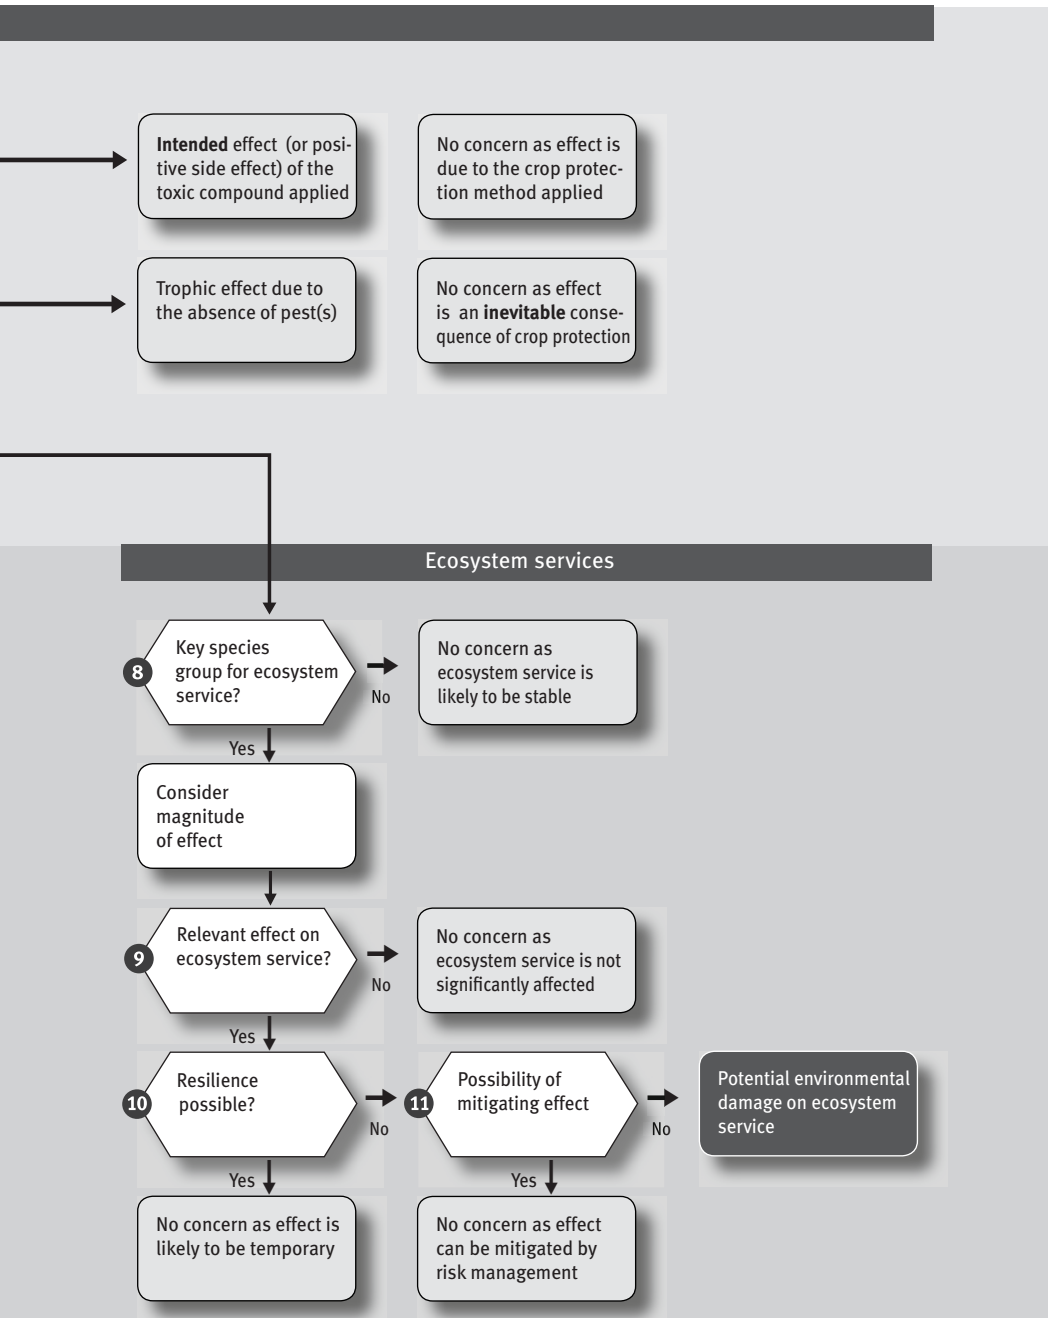 Intended effect (or posi-
tive side effect) of the
toxic compound applied
No concern as effect is
due to the crop protec-
tion method applied
Trophic effect due to
the absence of pest(s)
No concern as effect
is an inevitable conse-
quence of crop protection
Ecosystem services
8
Key species
group for ecosystem
service?
No
No concern as
ecosystem service is
likely to be stable
Yes
Consider
magnitude
of effect
9
Relevant effect on
ecosystem service?
No
No concern as
ecosystem service is not
significantly affected
Yes
10
Resilience
possible?
No
11
Possibility of
mitigating effect
No
Potential environmental
damage on ecosystem
service
Yes
No concern as effect is
likely to be temporary
Yes
No concern as effect
can be mitigated by
risk management